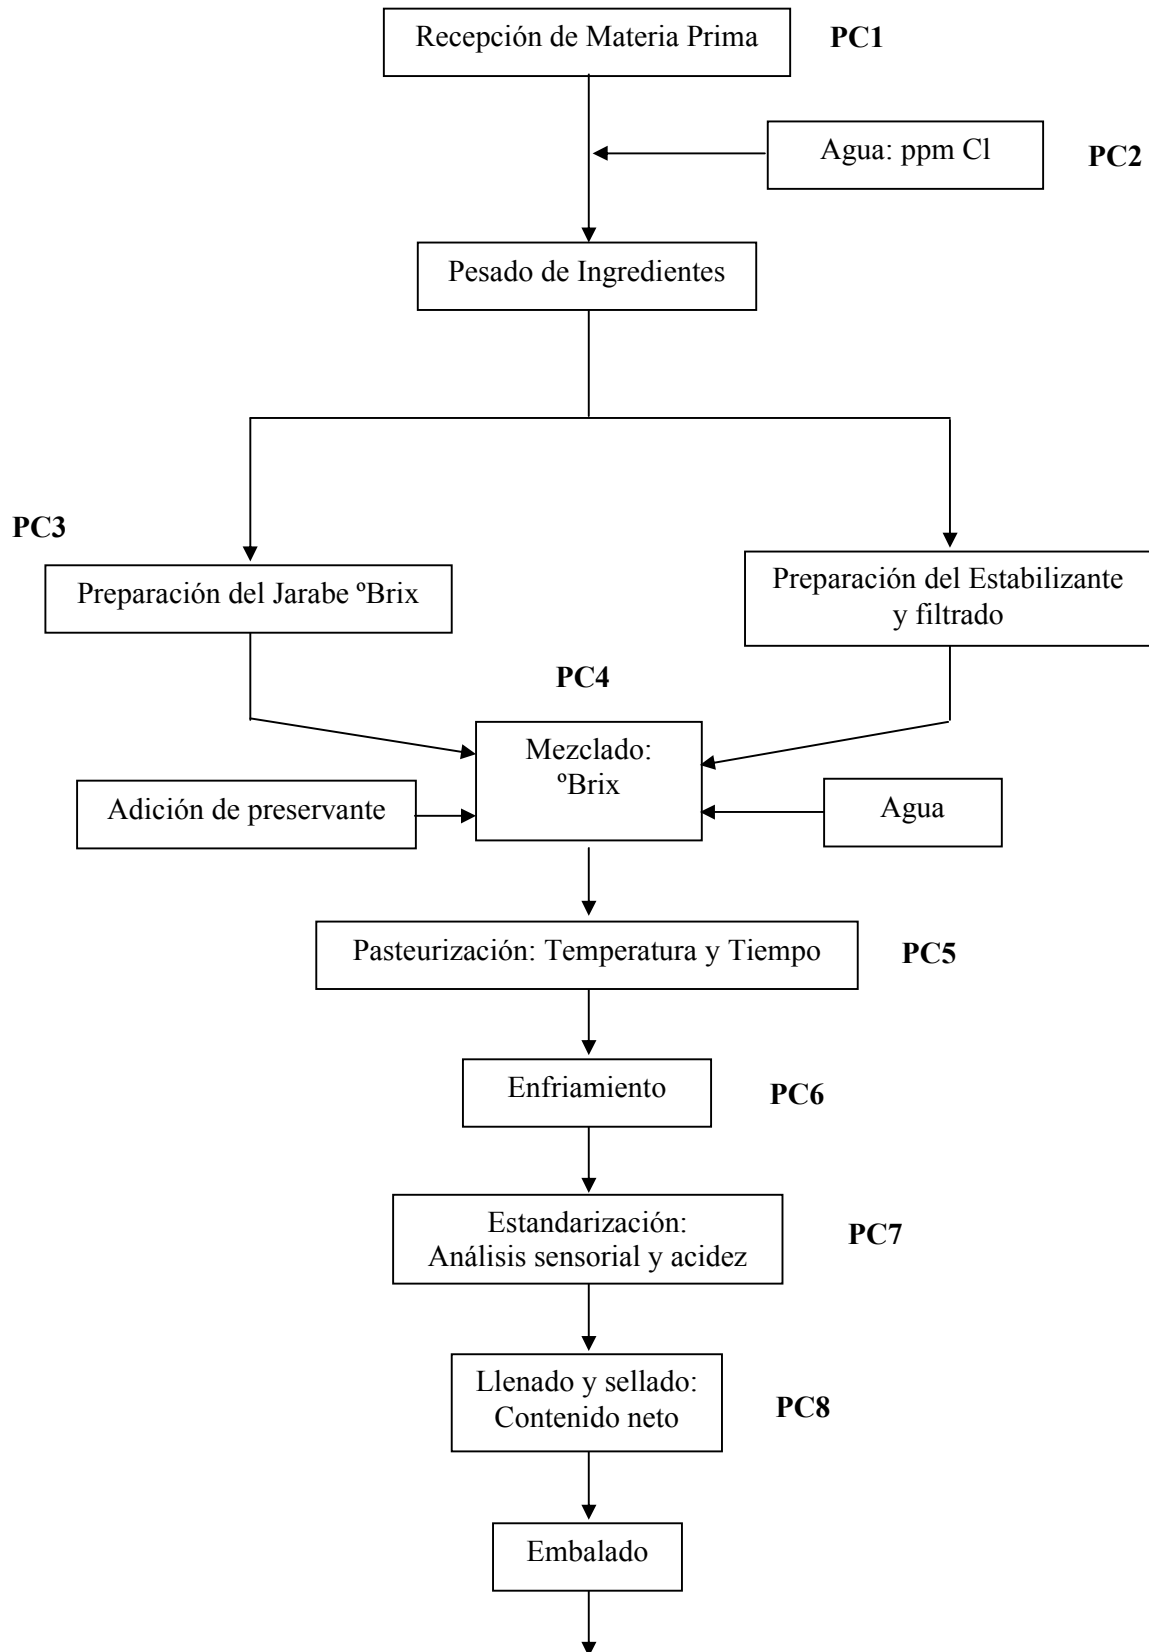 Recepción de Materia Prima
PC1
Agua: ppm Cl
PC2
Pesado de Ingredientes
PC3
Preparación del Jarabe ºBrix
Preparación del Estabilizante
y filtrado
PC4
Mezclado:
ºBrix
Adición de preservante
Agua
Pasteurización: Temperatura y Tiempo
PC5
Enfriamiento
PC6
Estandarización:
Análisis sensorial y acidez
PC7
Llenado y sellado:
Contenido neto
PC8
Embalado